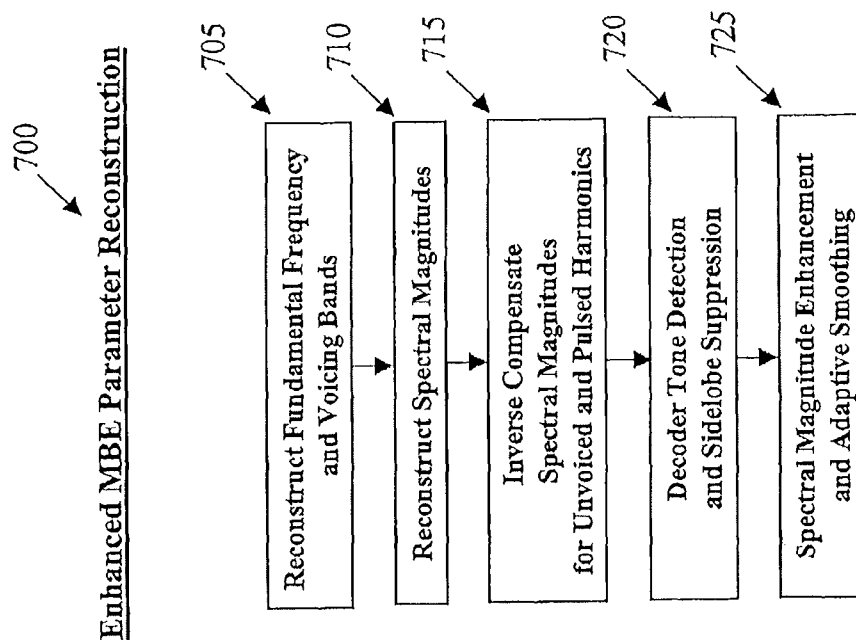 700
Enhanced MBE Parameter Reconstruction
705
Reconstruct Fundamental Frequency
and Voicing Bands
710
Reconstruct Spectral Magnitudes
715
Inverse Compensate
Spectral Magnitudes
for Unvoiced and Pulsed Harmonics
720
Decoder Tone Detection
and Sidelobe Suppression
725
Spectral Magnitude Enhancement
and Adaptive Smoothing